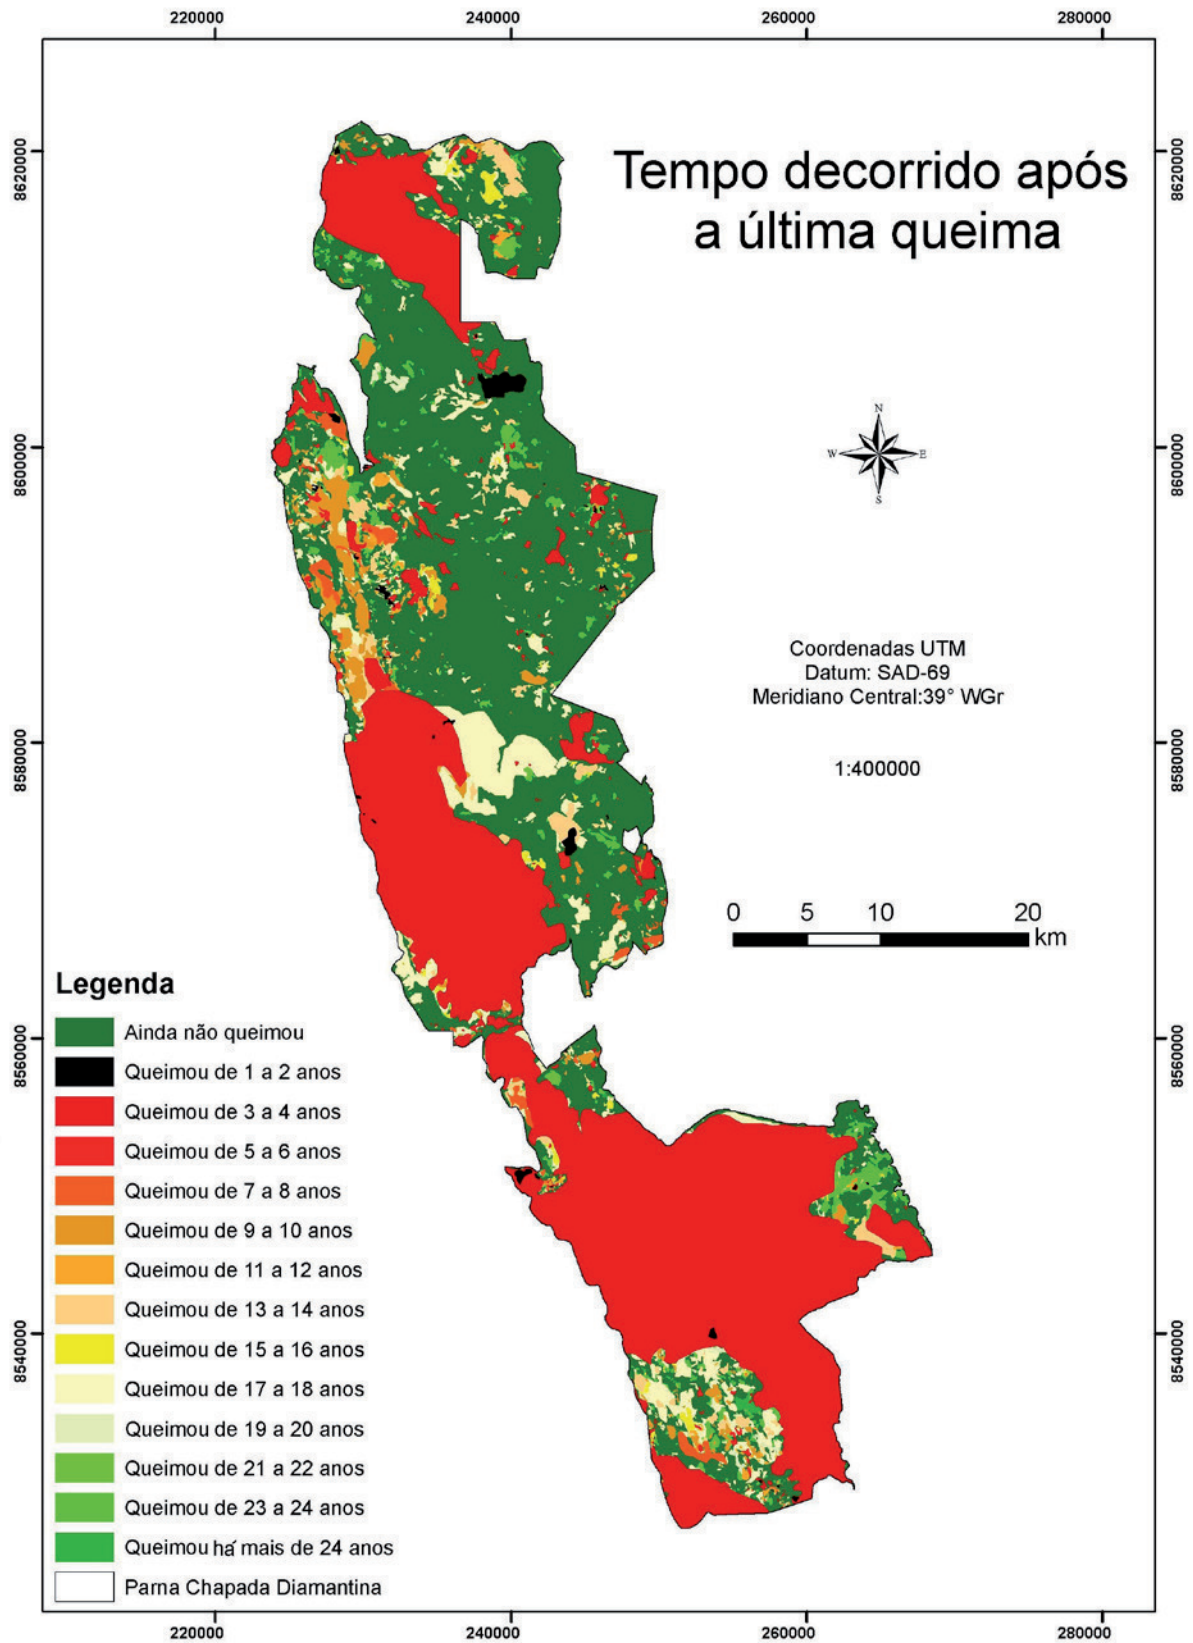 220000 240000 260000 280000
Tempo decorrido após
a última queima
8620000 8620000
N
W E
S
8600000 8600000
Coordenadas UTM
Datum: SAD-69
Meridiano Central:39° WGr
8580000 8580000
1:400000
0 5 10 20
km
Legenda
Ainda não queimou
Queimou de 1 a 2 anos
Queimou de 3 a 4 anos
Queimou de 5 a 6 anos
Queimou de 7 a 8 anos
Queimou de 9 a 10 anos
Queimou de 11 a 12 anos
Queimou de 13 a 14 anos
Queimou de 15 a 16 anos
Queimou de 17 a 18 anos
Queimou de 19 a 20 anos
Queimou de 21 a 22 anos
Queimou de 23 a 24 anos
Queimou há mais de 24 anos
Parna Chapada Diamantina
8560000 8560000
8540000 8540000
220000 240000 260000 280000